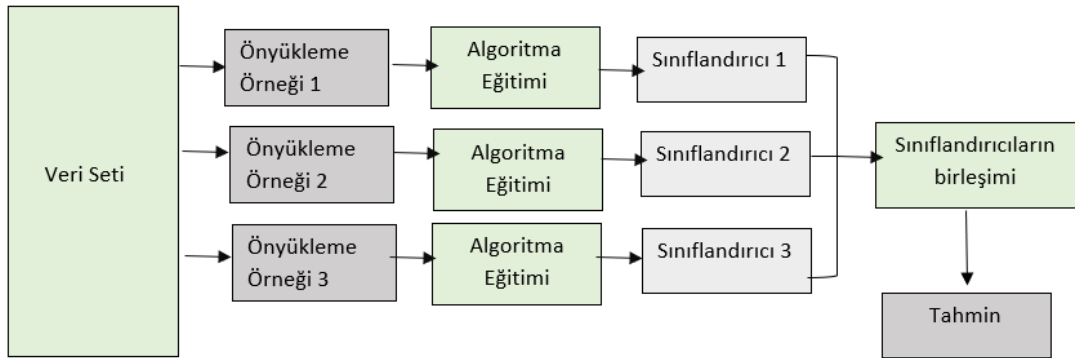 Veri Seti
Önyükleme
Örneği 1
Algoritma
Eğitimi
Sınıflandırıcı 1
Önyükleme
Örneği 2
Algoritma
Eğitimi
Sınıflandırıcı 2
Önyükleme
Örneği 3
Algoritma
Eğitimi
Sınıflandırıcı 3
Sınıflandırıcıların
birleşimi
Tahmin